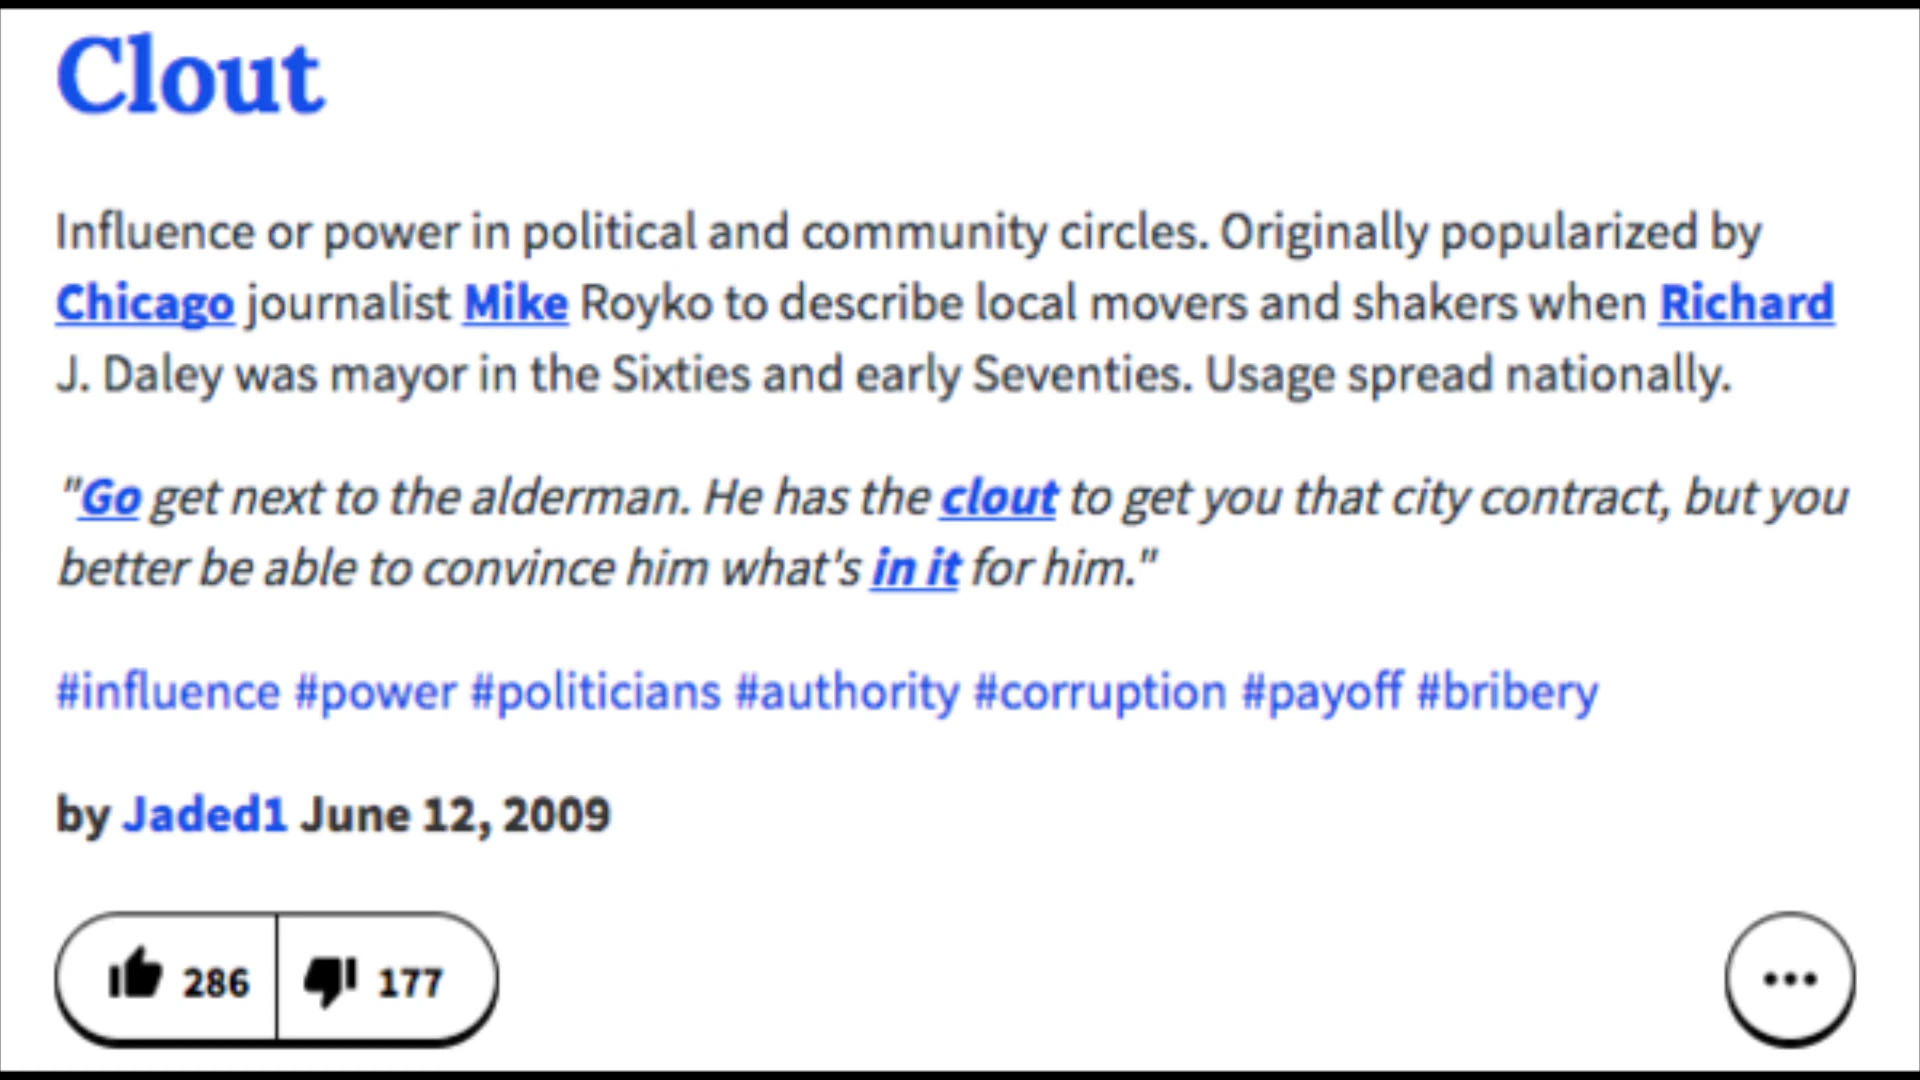 Clout
Influence or power in political and community circles. Originally popularized by
Chicago journalist Mike Royko to describe local movers and shakers when Richard
J. Daley was mayor in the Sixties and early Seventies. Usage spread nationally.
"Go get next to the alderman. He has the clout to get you that city contract, but you
better be able to convince him what's in it for him."
#influence #power #politicians #authority #corruption #payoff #bribery
by Jaded1 June 12, 2009
286 177